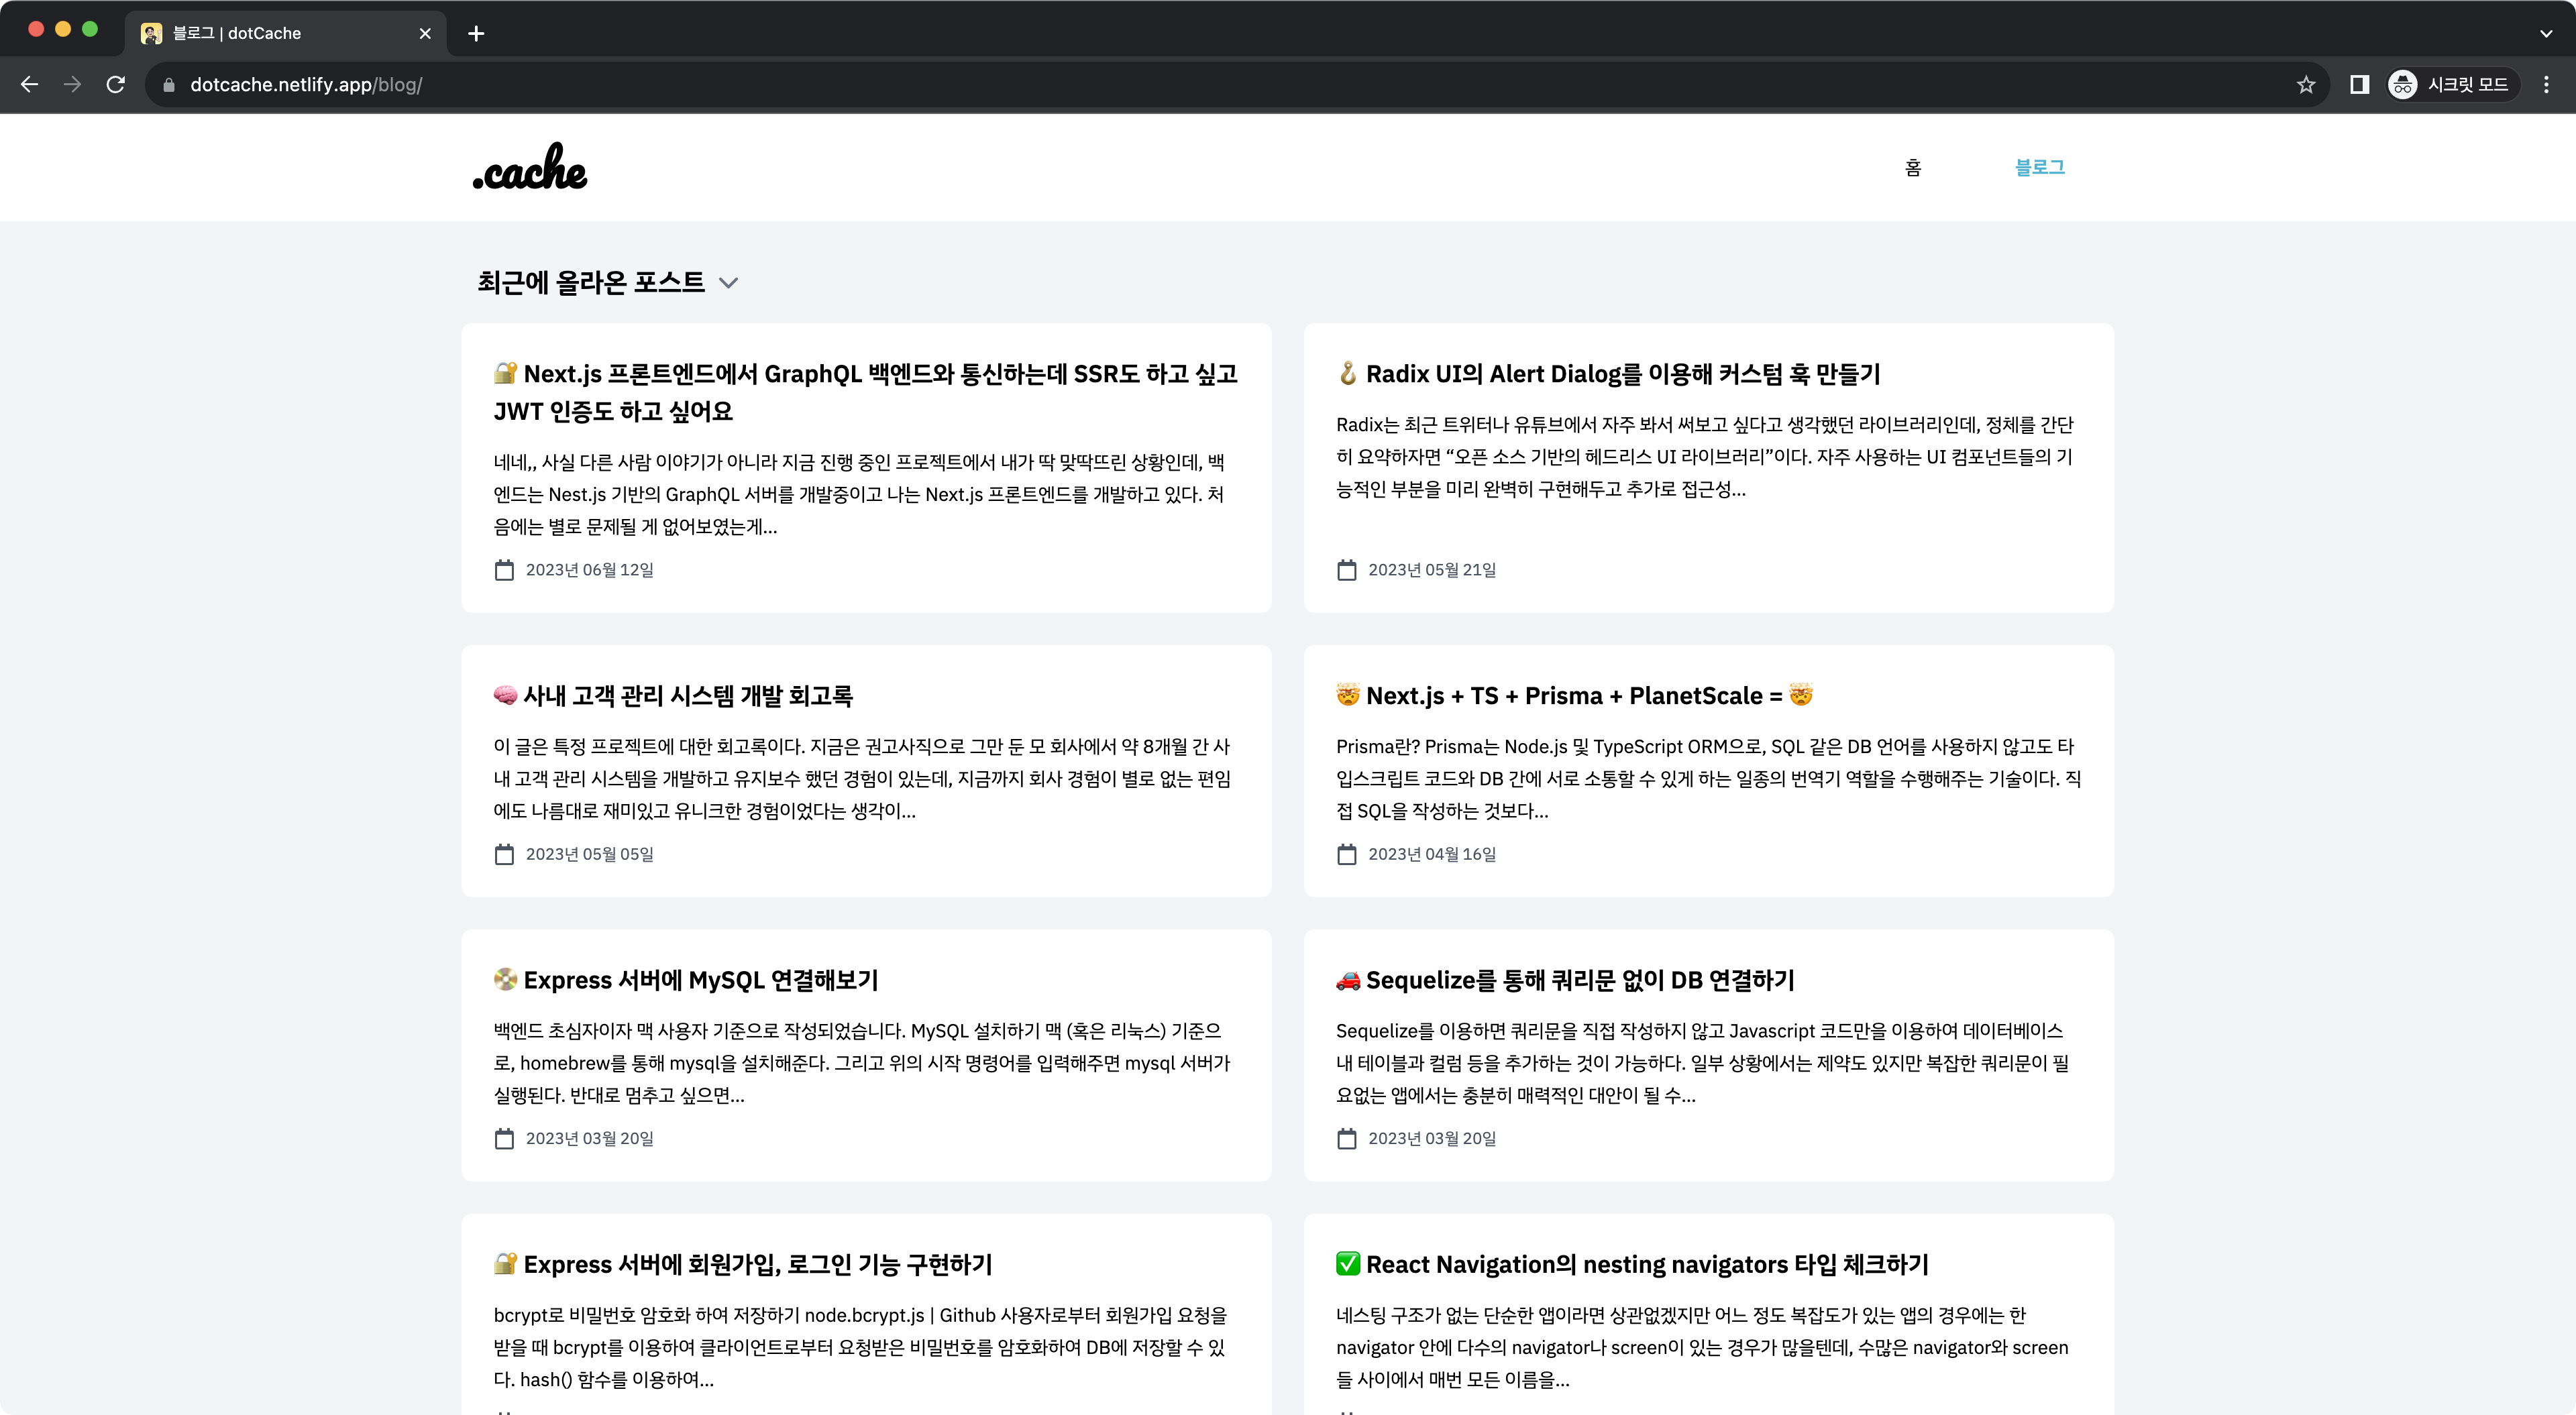 블로그 | dotCache
dotcache.netlify.app/blog/
시크릿 모드
.cache
홈
블로그
최근에 올라온 포스트
🔐 Next.js 프론트엔드에서 GraphQL 백엔드와 통신하는데 SSR도 하고 싶고
JWT 인증도 하고 싶어요
네네,, 사실 다른 사람 이야기가 아니라 지금 진행 중인 프로젝트에서 내가 딱 맞딱뜨린 상황인데, 백
엔드는 Nest.js 기반의 GraphQL 서버를 개발중이고 나는 Next.js 프론트엔드를 개발하고 있다. 처
음에는 별로 문제될 게 없어보였는게...
2023년 06월 12일
🪝 Radix UI의 Alert Dialog를 이용해 커스텀 훅 만들기
Radix는 최근 트위터나 유튜브에서 자주 봐서 써보고 싶다고 생각했던 라이브러리인데, 정체를 간단
히 요약하자면 “오픈 소스 기반의 헤드리스 UI 라이브러리”이다. 자주 사용하는 UI 컴포넌트들의 기
능적인 부분을 미리 완벽히 구현해두고 추가로 접근성...
2023년 05월 21일
🧠 사내 고객 관리 시스템 개발 회고록
이 글은 특정 프로젝트에 대한 회고록이다. 지금은 권고사직으로 그만 둔 모 회사에서 약 8개월 간 사
내 고객 관리 시스템을 개발하고 유지보수 했던 경험이 있는데, 지금까지 회사 경험이 별로 없는 편임
에도 나름대로 재미있고 유니크한 경험이었다는 생각이...
2023년 05월 05일
🤯 Next.js + TS + Prisma + PlanetScale = 🤯
Prisma란? Prisma는 Node.js 및 TypeScript ORM으로, SQL 같은 DB 언어를 사용하지 않고도 타
입스크립트 코드와 DB 간에 서로 소통할 수 있게 하는 일종의 번역기 역할을 수행해주는 기술이다. 직
접 SQL을 작성하는 것보다...
2023년 04월 16일
📀 Express 서버에 MySQL 연결해보기
백엔드 초심자이자 맥 사용자 기준으로 작성되었습니다. MySQL 설치하기 맥 (혹은 리눅스) 기준으
로, homebrew를 통해 mysql을 설치해준다. 그리고 위의 시작 명령어를 입력해주면 mysql 서버가
실행된다. 반대로 멈추고 싶으면...
2023년 03월 20일
🚗 Sequelize를 통해 쿼리문 없이 DB 연결하기
Sequelize를 이용하면 쿼리문을 직접 작성하지 않고 Javascript 코드만을 이용하여 데이터베이스
내 테이블과 컬럼 등을 추가하는 것이 가능하다. 일부 상황에서는 제약도 있지만 복잡한 쿼리문이 필
요없는 앱에서는 충분히 매력적인 대안이 될 수...
2023년 03월 20일
🔐 Express 서버에 회원가입, 로그인 기능 구현하기
bcrypt로 비밀번호 암호화 하여 저장하기 node.bcrypt.js | Github 사용자로부터 회원가입 요청을
받을 때 bcrypt를 이용하여 클라이언트로부터 요청받은 비밀번호를 암호화하여 DB에 저장할 수 있
다. hash() 함수를 이용하여...
✅ React Navigation의 nesting navigators 타입 체크하기
네스팅 구조가 없는 단순한 앱이라면 상관없겠지만 어느 정도 복잡도가 있는 앱의 경우에는 한
navigator 안에 다수의 navigator나 screen이 있는 경우가 많을텐데, 수많은 navigator와 screen
들 사이에서 매번 모든 이름을...